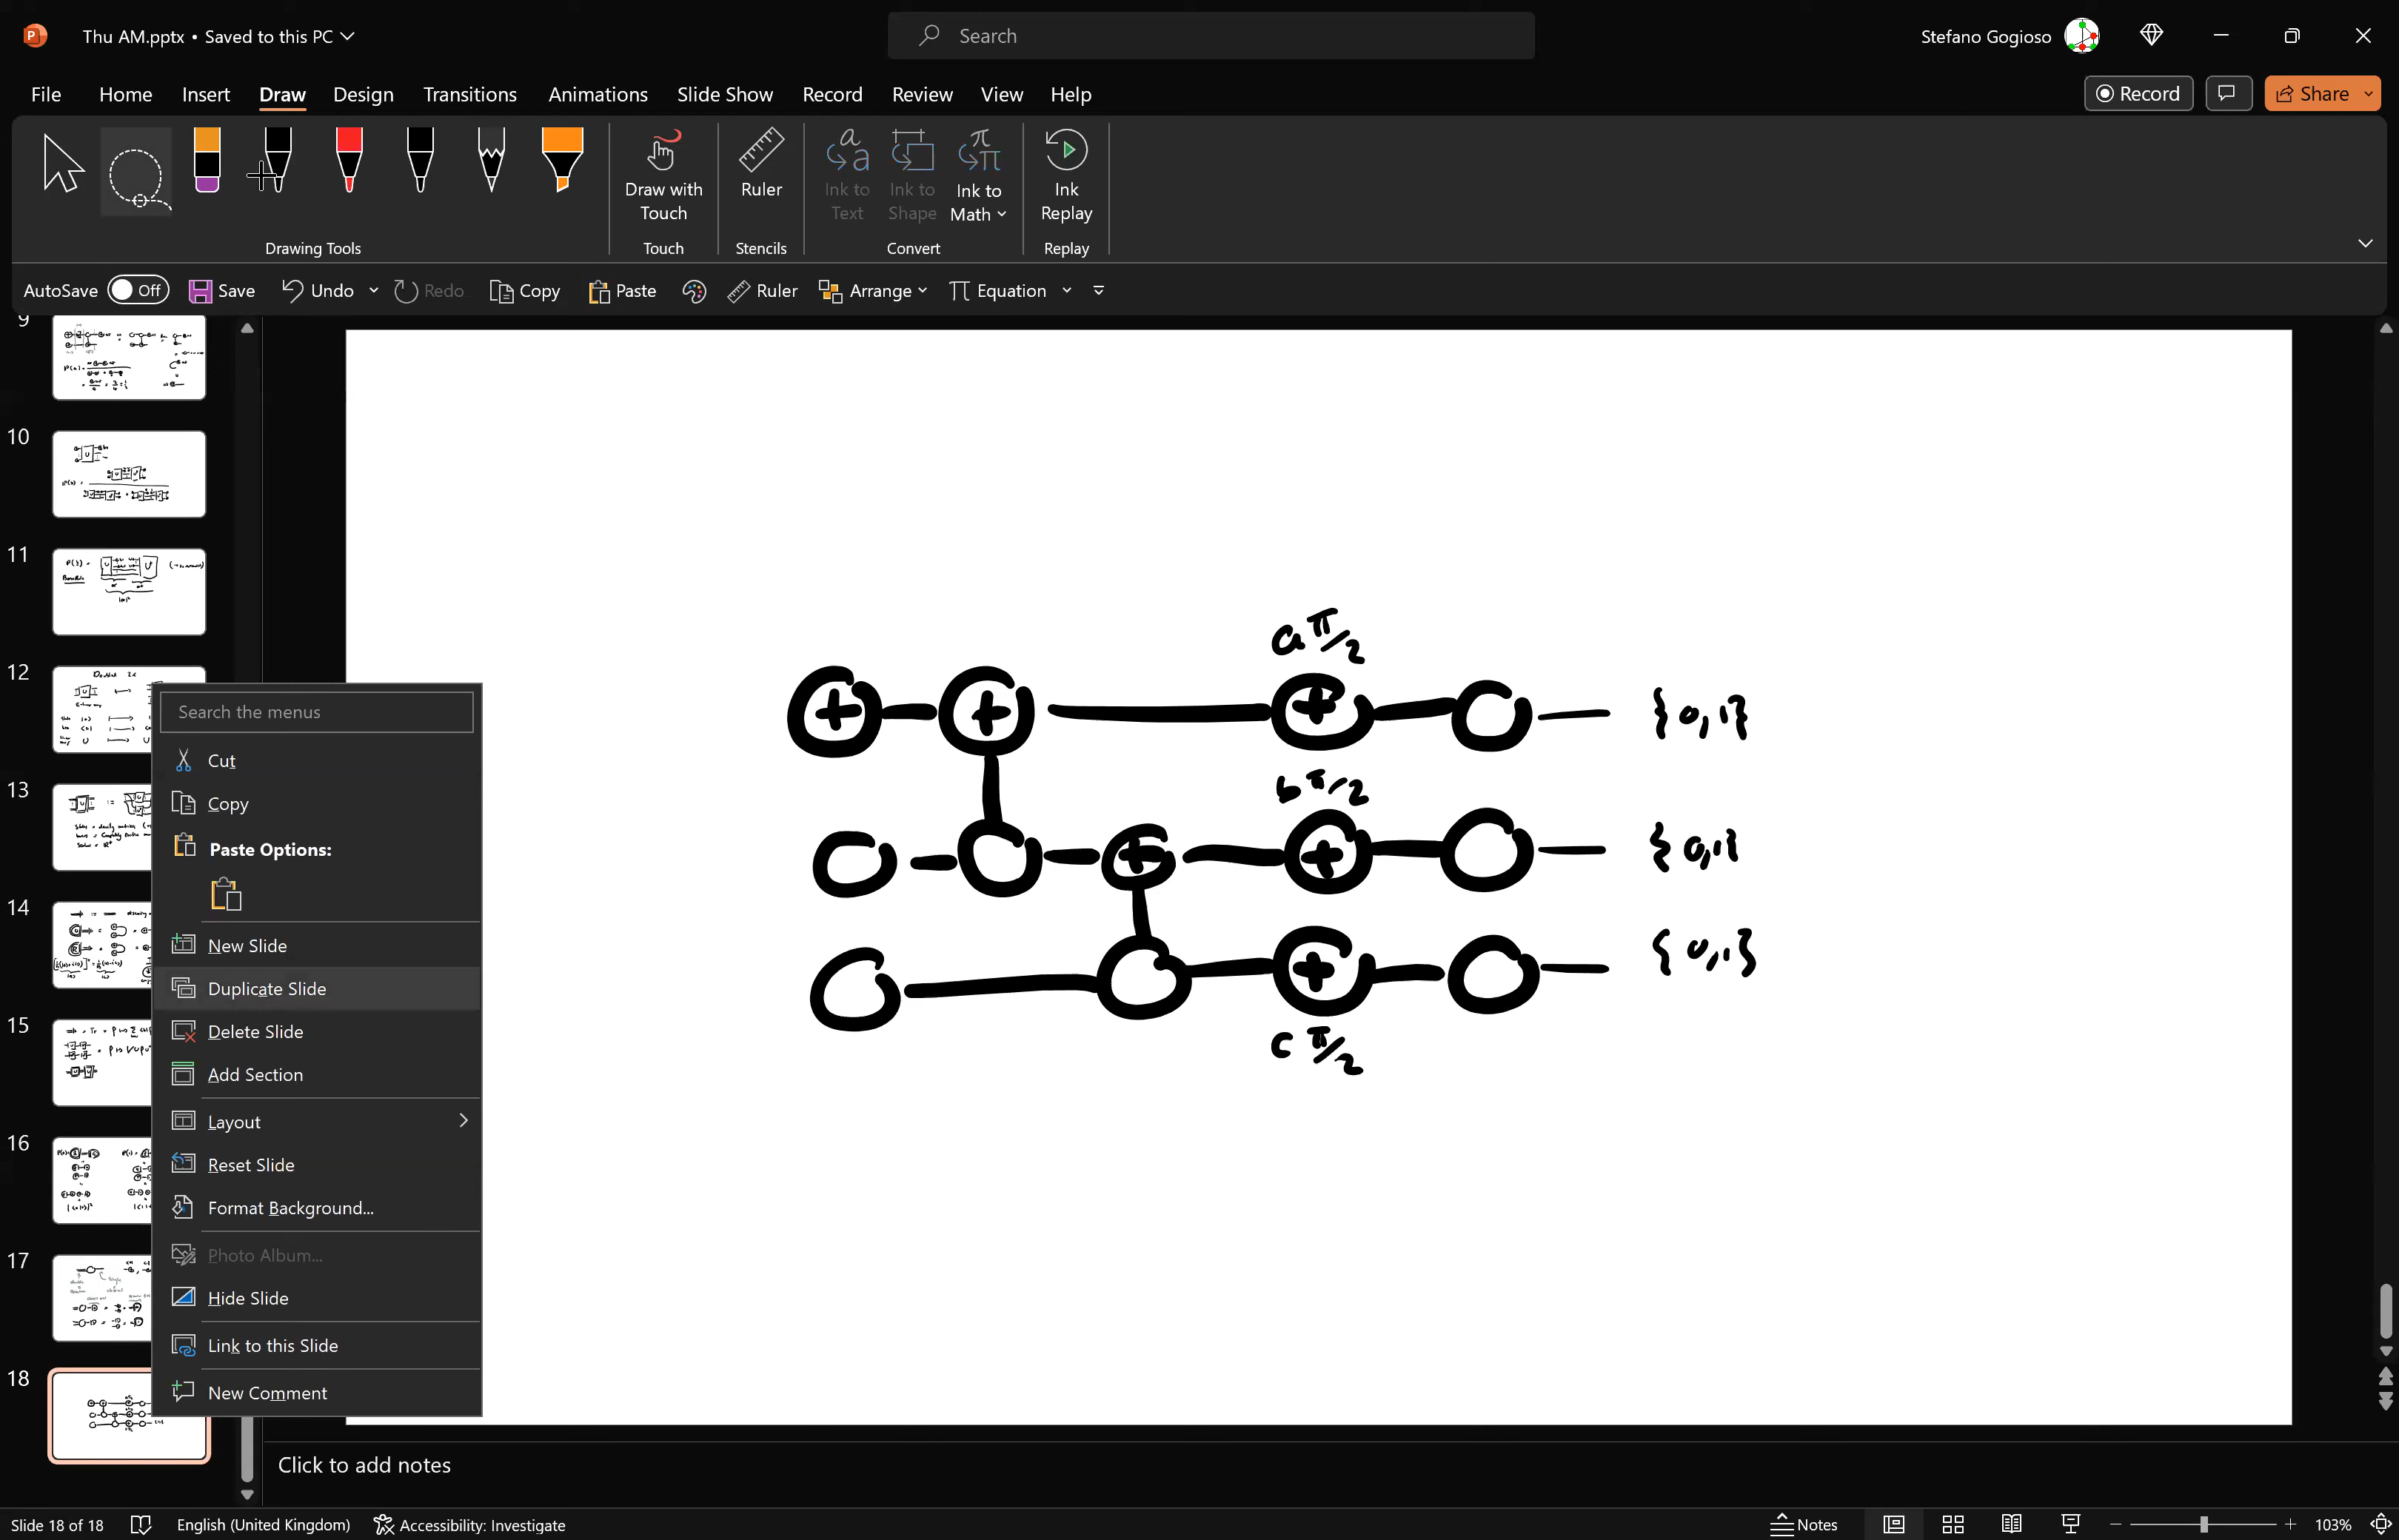 Thu AM.pptx • Saved to this PC
Search
Stefano Gogioso
File Home Insert Draw Design Transitions Animations Slide Show Record Review View Help
Record
Share
Draw with Touch
Ruler
Ink to Text
Ink to Shape
Ink to Math
Ink Replay
Drawing Tools
Touch
Stencils
Convert
Replay
AutoSave Off Save Undo Redo Copy Paste Ruler Arrange Equation
9
10
11
12
13
14
15
16
17
18
Search the menus
Cut
Copy
Paste Options:
New Slide
Duplicate Slide
Delete Slide
Add Section
Layout
Reset Slide
Format Background...
Photo Album...
Hide Slide
Link to this Slide
New Comment
a π/2
+ + + {0,1}
b π/2
+ + {0,1}
+ {0,1}
c π/2
Click to add notes
Slide 18 of 18 English (United Kingdom) Accessibility: Investigate Notes 103%